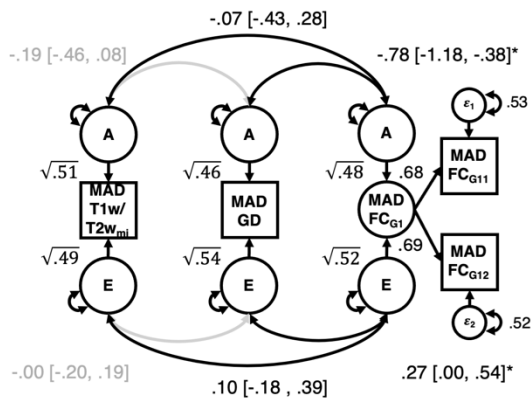 -.07 [-.43, .28]
-.19 [-.46, .08]
-.78 [-1.18, -.38]*
A
A
A
ε1
.53
√.51
√.46
√.48
.68
MAD
T1w/
T2wmi
MAD
GD
MAD
FCG1
MAD
FCG11
√.49
√.54
√.52
.69
MAD
FCG12
E
E
E
ε2
.52
-.00 [-.20, .19]
.10 [-.18 , .39]
.27 [.00, .54]*